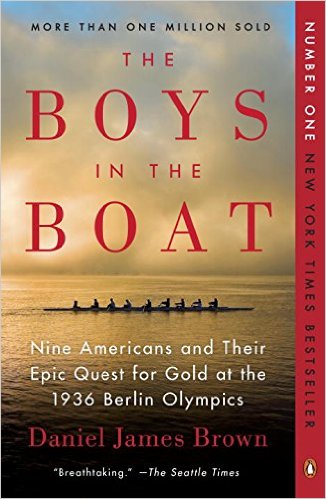 MORE THAN ONE MILLION SOLD
THE
BOYS
IN THE
BOAT
Nine Americans and Their
Epic Quest for Gold at the
1936 Berlin Olympics
Daniel James Brown
"Breathtaking." —The Seattle Times
NUMBER ONE NEW YORK TIMES BESTSELLER